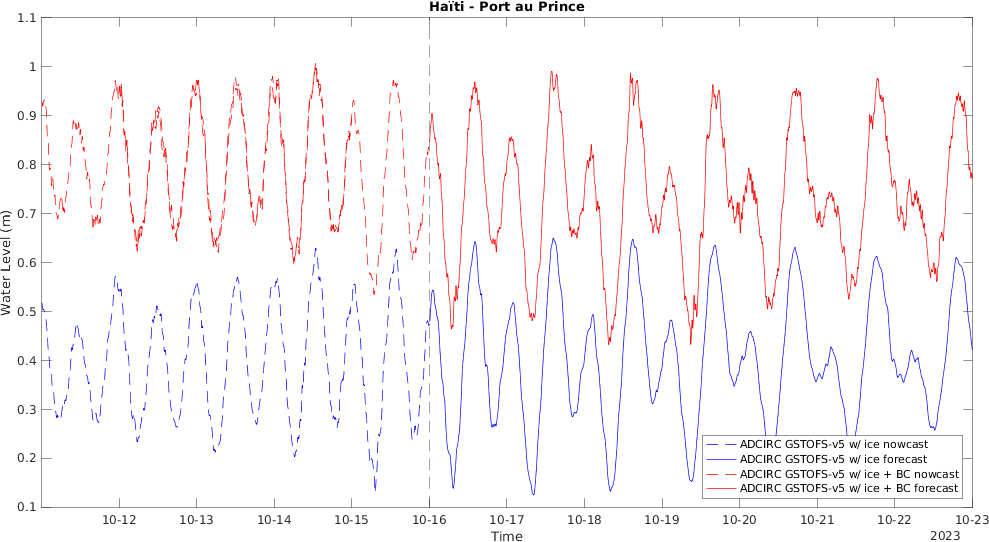 Haïti - Port au Prince
Water Level (m)
1.1
1
0.9
0.8
0.7
0.6
0.5
0.4
0.3
0.2
0.1
ADCIRC GSTOFS-v5 w/ ice nowcast
ADCIRC GSTOFS-v5 w/ ice forecast
ADCIRC GSTOFS-v5 w/ ice + BC nowcast
ADCIRC GSTOFS-v5 w/ ice + BC forecast
10-12 10-13 10-14 10-15 10-16 10-17 10-18 10-19 10-20 10-21 10-22 10-23
Time
2023